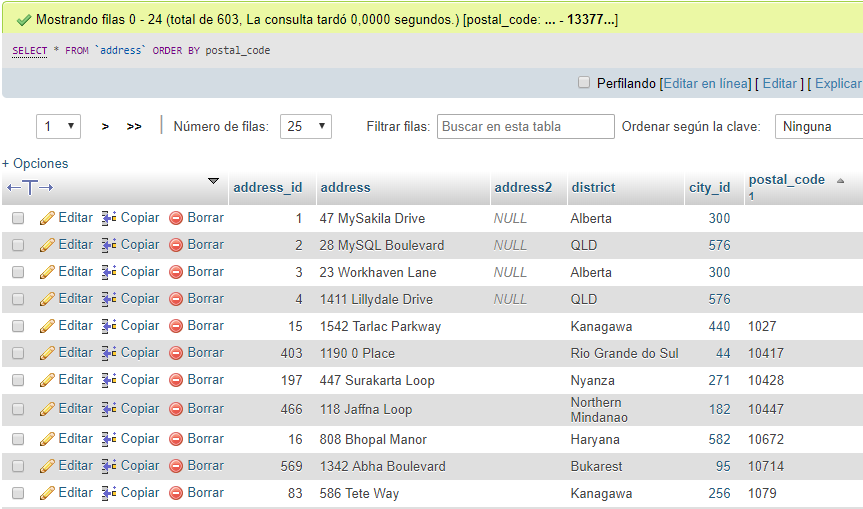 Mostrando filas 0 - 24 (total de 603, La consulta tardó 0,0000 segundos.) [postal_code: ... - 13377...]
SELECT * FROM `address` ORDER BY postal_code
Perfilando [Editar en línea] [ Editar ] [ Explicar
1 > >> Número de filas: 25 Filtrar filas: Buscar en esta tabla Ordenar según la clave: Ninguna
+ Opciones
←T→ address_id address address2 district city_id postal_code 1
Editar Copiar Borrar 1 47 MySakila Drive NULL Alberta 300
Editar Copiar Borrar 2 28 MySQL Boulevard NULL QLD 576
Editar Copiar Borrar 3 23 Workhaven Lane NULL Alberta 300
Editar Copiar Borrar 4 1411 Lillydale Drive NULL QLD 576
Editar Copiar Borrar 15 1542 Tarlac Parkway Kanagawa 440 1027
Editar Copiar Borrar 403 1190 0 Place Rio Grande do Sul 44 10417
Editar Copiar Borrar 197 447 Surakarta Loop Nyanza 271 10428
Editar Copiar Borrar 466 118 Jaffna Loop Northern Mindanao 182 10447
Editar Copiar Borrar 16 808 Bhopal Manor Haryana 582 10672
Editar Copiar Borrar 569 1342 Abha Boulevard Bukarest 95 10714
Editar Copiar Borrar 83 586 Tete Way Kanagawa 256 1079